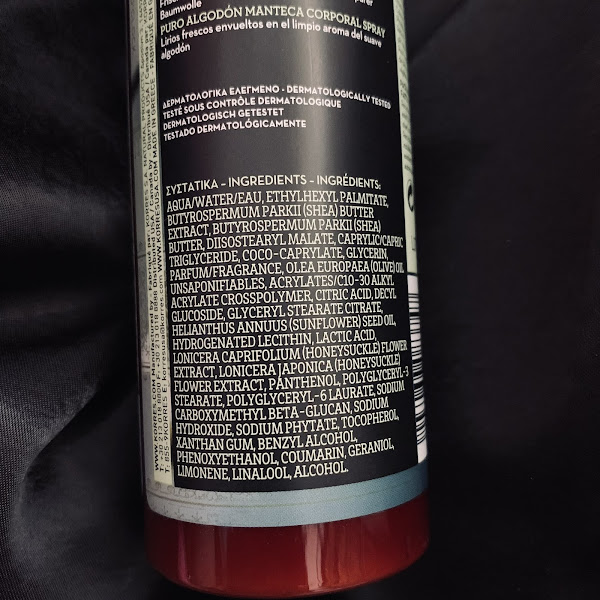 Baumwolle
PURO ALGODÓN MANTECA CORPORAL SPRAY
Lirios frescos envueltos en el limpio aroma del suave
algodón
ΔΕΡΜΑΤΟΛΟΓΙΚΑ ΕΛΕΓΜΕΝΟ - DERMATOLOGICALLY TESTED
TESTÉ SOUS CONTRÔLE DERMATOLOGIQUE
DERMATOLOGISCH GETESTET
TESTADO DERMATOLÓGICAMENTE
ΣΥΣΤΑΤΙΚΑ - INGREDIENTS - INGRÉDIENTS:
AQUA/WATER/EAU, ETHYLHEXYL PALMITATE,
BUTYROSPERMUM PARKII (SHEA) BUTTER
EXTRACT, BUTYROSPERMUM PARKII (SHEA)
BUTTER, DIISOSTEARYL MALATE, CAPRYLIC/CAPRIC
TRIGLYCERIDE, COCO-CAPRYLATE, GLYCERIN,
PARFUM/FRAGRANCE, OLEA EUROPAEA (OLIVE) OIL
UNSAPONIFIABLES, ACRYLATES/C10-30 ALKYL
ACRYLATE CROSSPOLYMER, CITRIC ACID, DECYL
GLUCOSIDE, GLYCERYL STEARATE CITRATE,
HELIANTHUS ANNUUS (SUNFLOWER) SEED OIL,
HYDROGENATED LECITHIN, LACTIC ACID,
LONICERA CAPRIFOLIUM (HONEYSUCKLE) FLOWER
EXTRACT, LONICERA JAPONICA (HONEYSUCKLE)
FLOWER EXTRACT, PANTHENOL, POLYGLYCERYL-3
STEARATE, POLYGLYCERYL-6 LAURATE, SODIUM
CARBOXYMETHYL BETA-GLUCAN, SODIUM
HYDROXIDE, SODIUM PHYTATE, TOCOPHEROL,
XANTHAN GUM, BENZYL ALCOHOL,
PHENOXYETHANOL, COUMARIN, GERANIOL,
LIMONENE, LINALOOL, ALCOHOL.